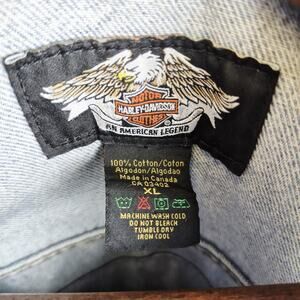 MOTOR
HARLEY-DAVIDSON
CLOTHES
AN AMERICAN LEGEND
100% Cotton/Coton
Algodon/Algodao
Made in Canada
CA 03402
XL
MACHINE WASH COLD
DO NOT BLEACH
TUMBLE DRY
IRON COOL